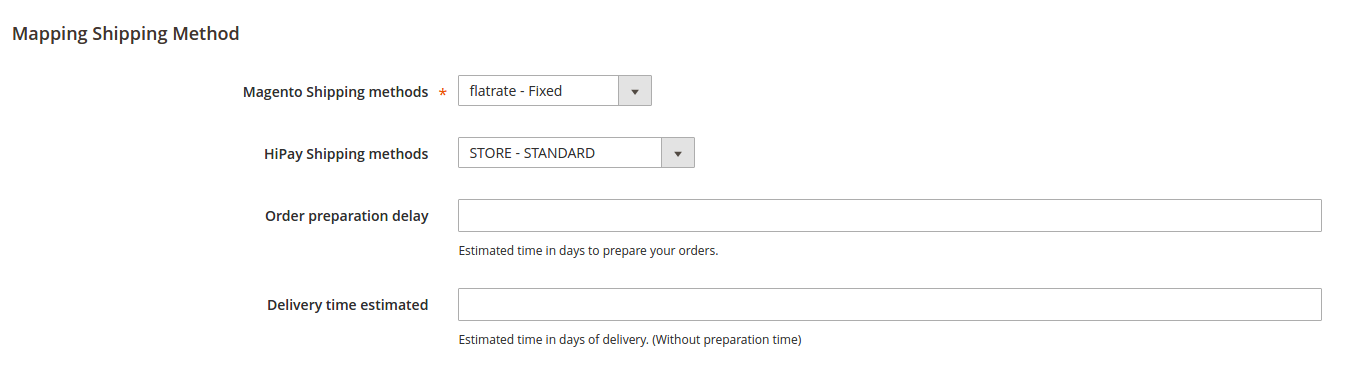 Mapping Shipping Method
Magento Shipping methods * flatrate - Fixed
HiPay Shipping methods STORE - STANDARD
Order preparation delay
Estimated time in days to prepare your orders.
Delivery time estimated
Estimated time in days of delivery. (Without preparation time)